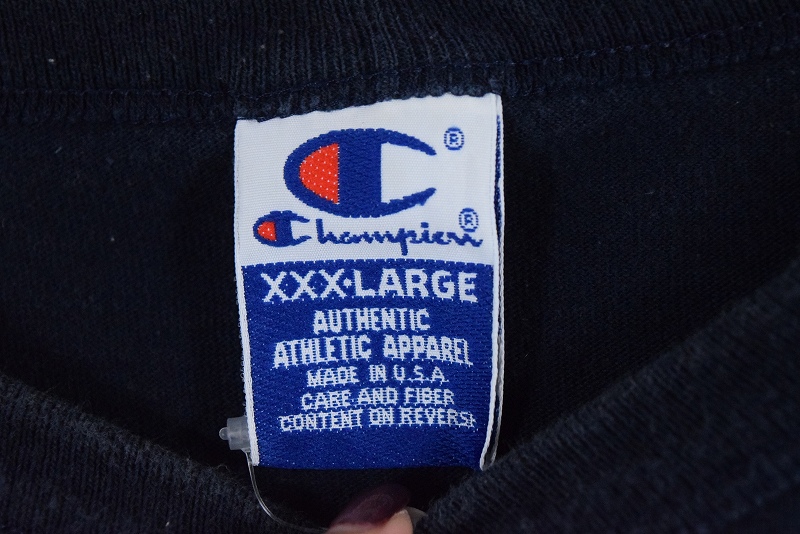 C®
Champion®
XXX-LARGE
AUTHENTIC
ATHLETIC APPAREL
MADE IN U.S.A.
CARE AND FIBER
CONTENT ON REVERSE